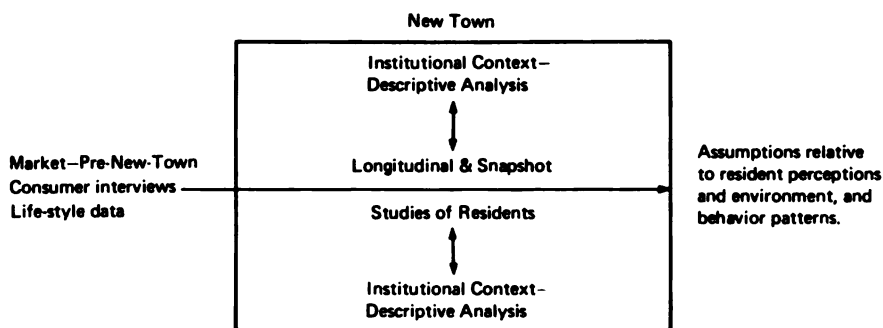 New Town
Institutional Context–
Descriptive Analysis
Market–Pre-New-Town
Consumer interviews
Life-style data
Longitudinal & Snapshot
Studies of Residents
Institutional Context–
Descriptive Analysis
Assumptions relative
to resident perceptions
and environment, and
behavior patterns.